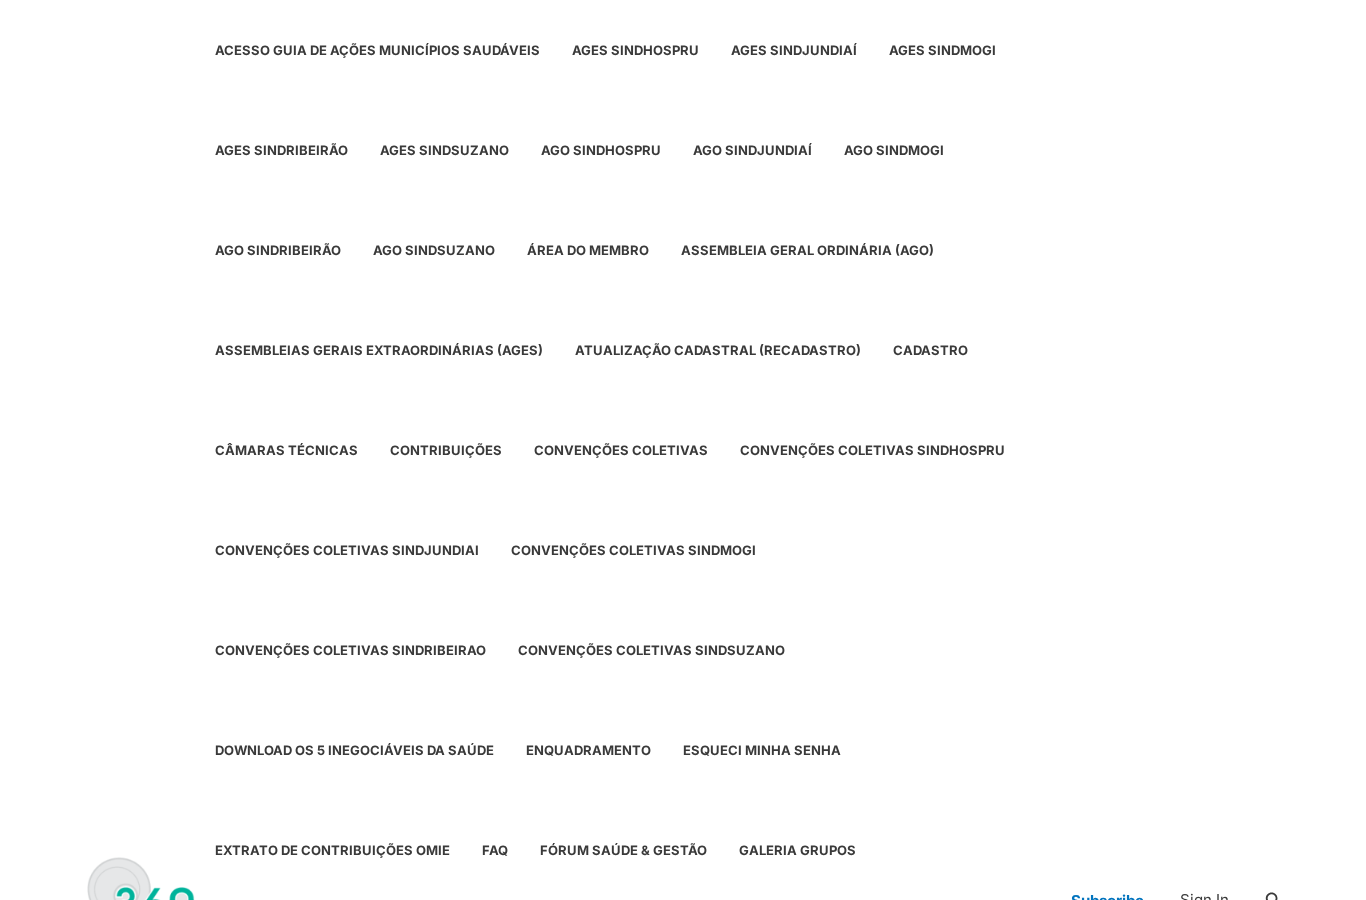 ACESSO GUIA DE AÇÕES MUNICÍPIOS SAUDÁVEIS AGES SINDHOSPRU AGES SINDJUNDIAÍ AGES SINDMOGI
AGES SINDRIBEIRÃO AGES SINDSUZANO AGO SINDHOSPRU AGO SINDJUNDIAÍ AGO SINDMOGI
AGO SINDRIBEIRÃO AGO SINDSUZANO ÁREA DO MEMBRO ASSEMBLEIA GERAL ORDINÁRIA (AGO)
ASSEMBLEIAS GERAIS EXTRAORDINÁRIAS (AGES) ATUALIZAÇÃO CADASTRAL (RECADASTRO) CADASTRO
CÂMARAS TÉCNICAS CONTRIBUIÇÕES CONVENÇÕES COLETIVAS CONVENÇÕES COLETIVAS SINDHOSPRU
CONVENÇÕES COLETIVAS SINDJUNDIAI CONVENÇÕES COLETIVAS SINDMOGI
CONVENÇÕES COLETIVAS SINDRIBEIRAO CONVENÇÕES COLETIVAS SINDSUZANO
DOWNLOAD OS 5 INEGOCIÁVEIS DA SAÚDE ENQUADRAMENTO ESQUECI MINHA SENHA
EXTRATO DE CONTRIBUIÇÕES OMIE FAQ FÓRUM SAÚDE & GESTÃO GALERIA GRUPOS
Subscribe Sign In